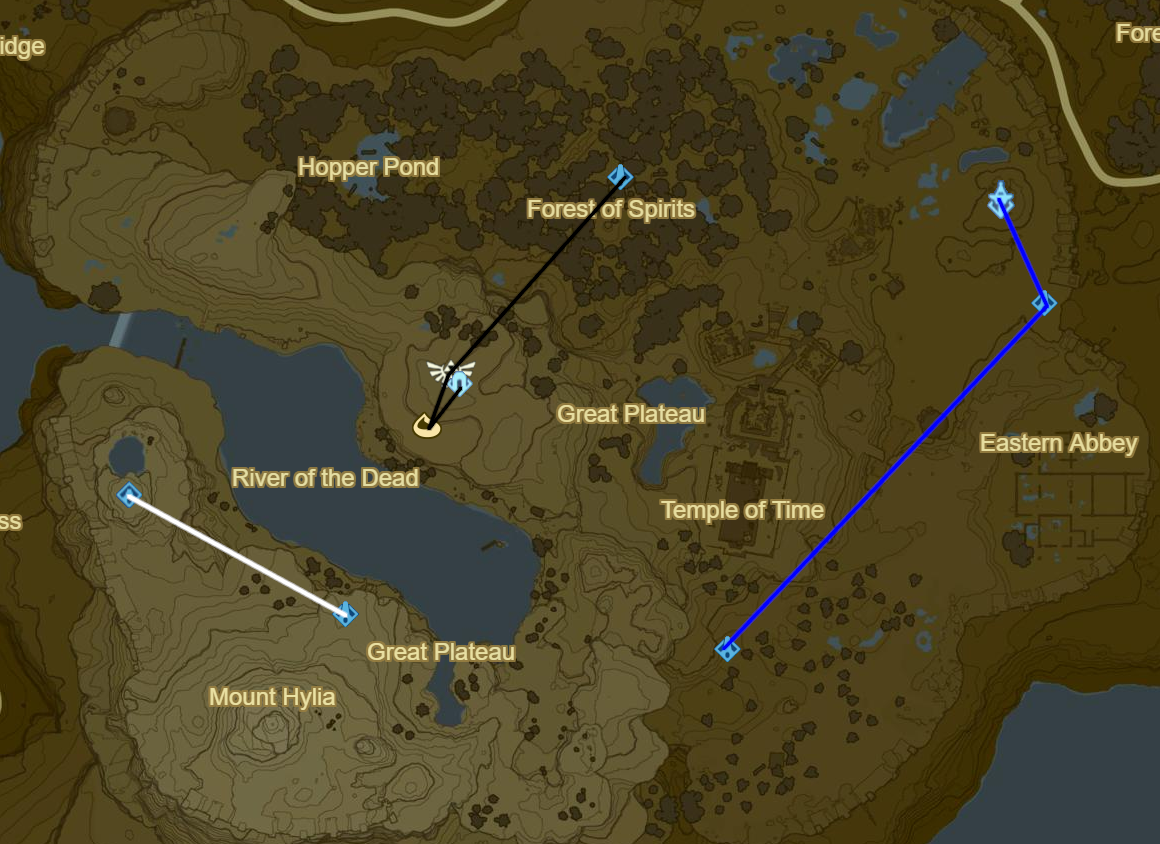 idge
Fore
Hopper Pond
Forest of Spirits
Great Plateau
Eastern Abbey
River of the Dead
Temple of Time
ss
Great Plateau
Mount Hylia